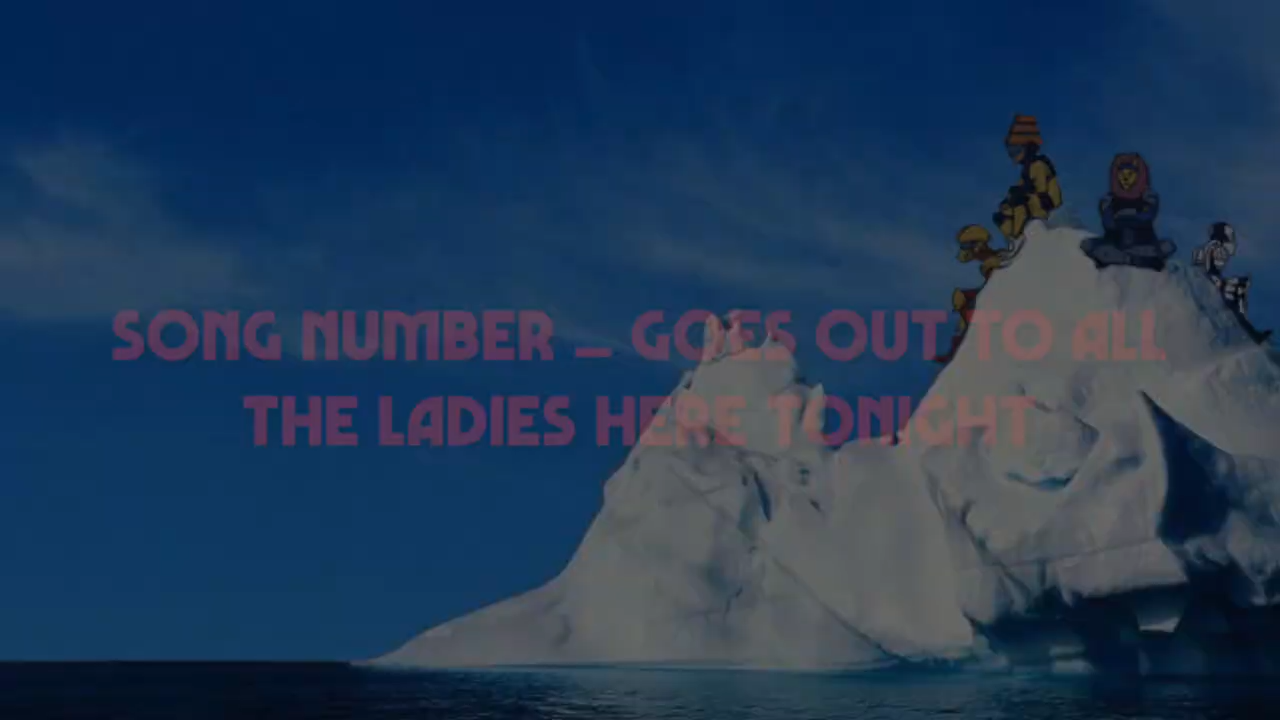 SONG NUMBER _ GOES OUT TO ALL
THE LADIES HERE TONIGHT